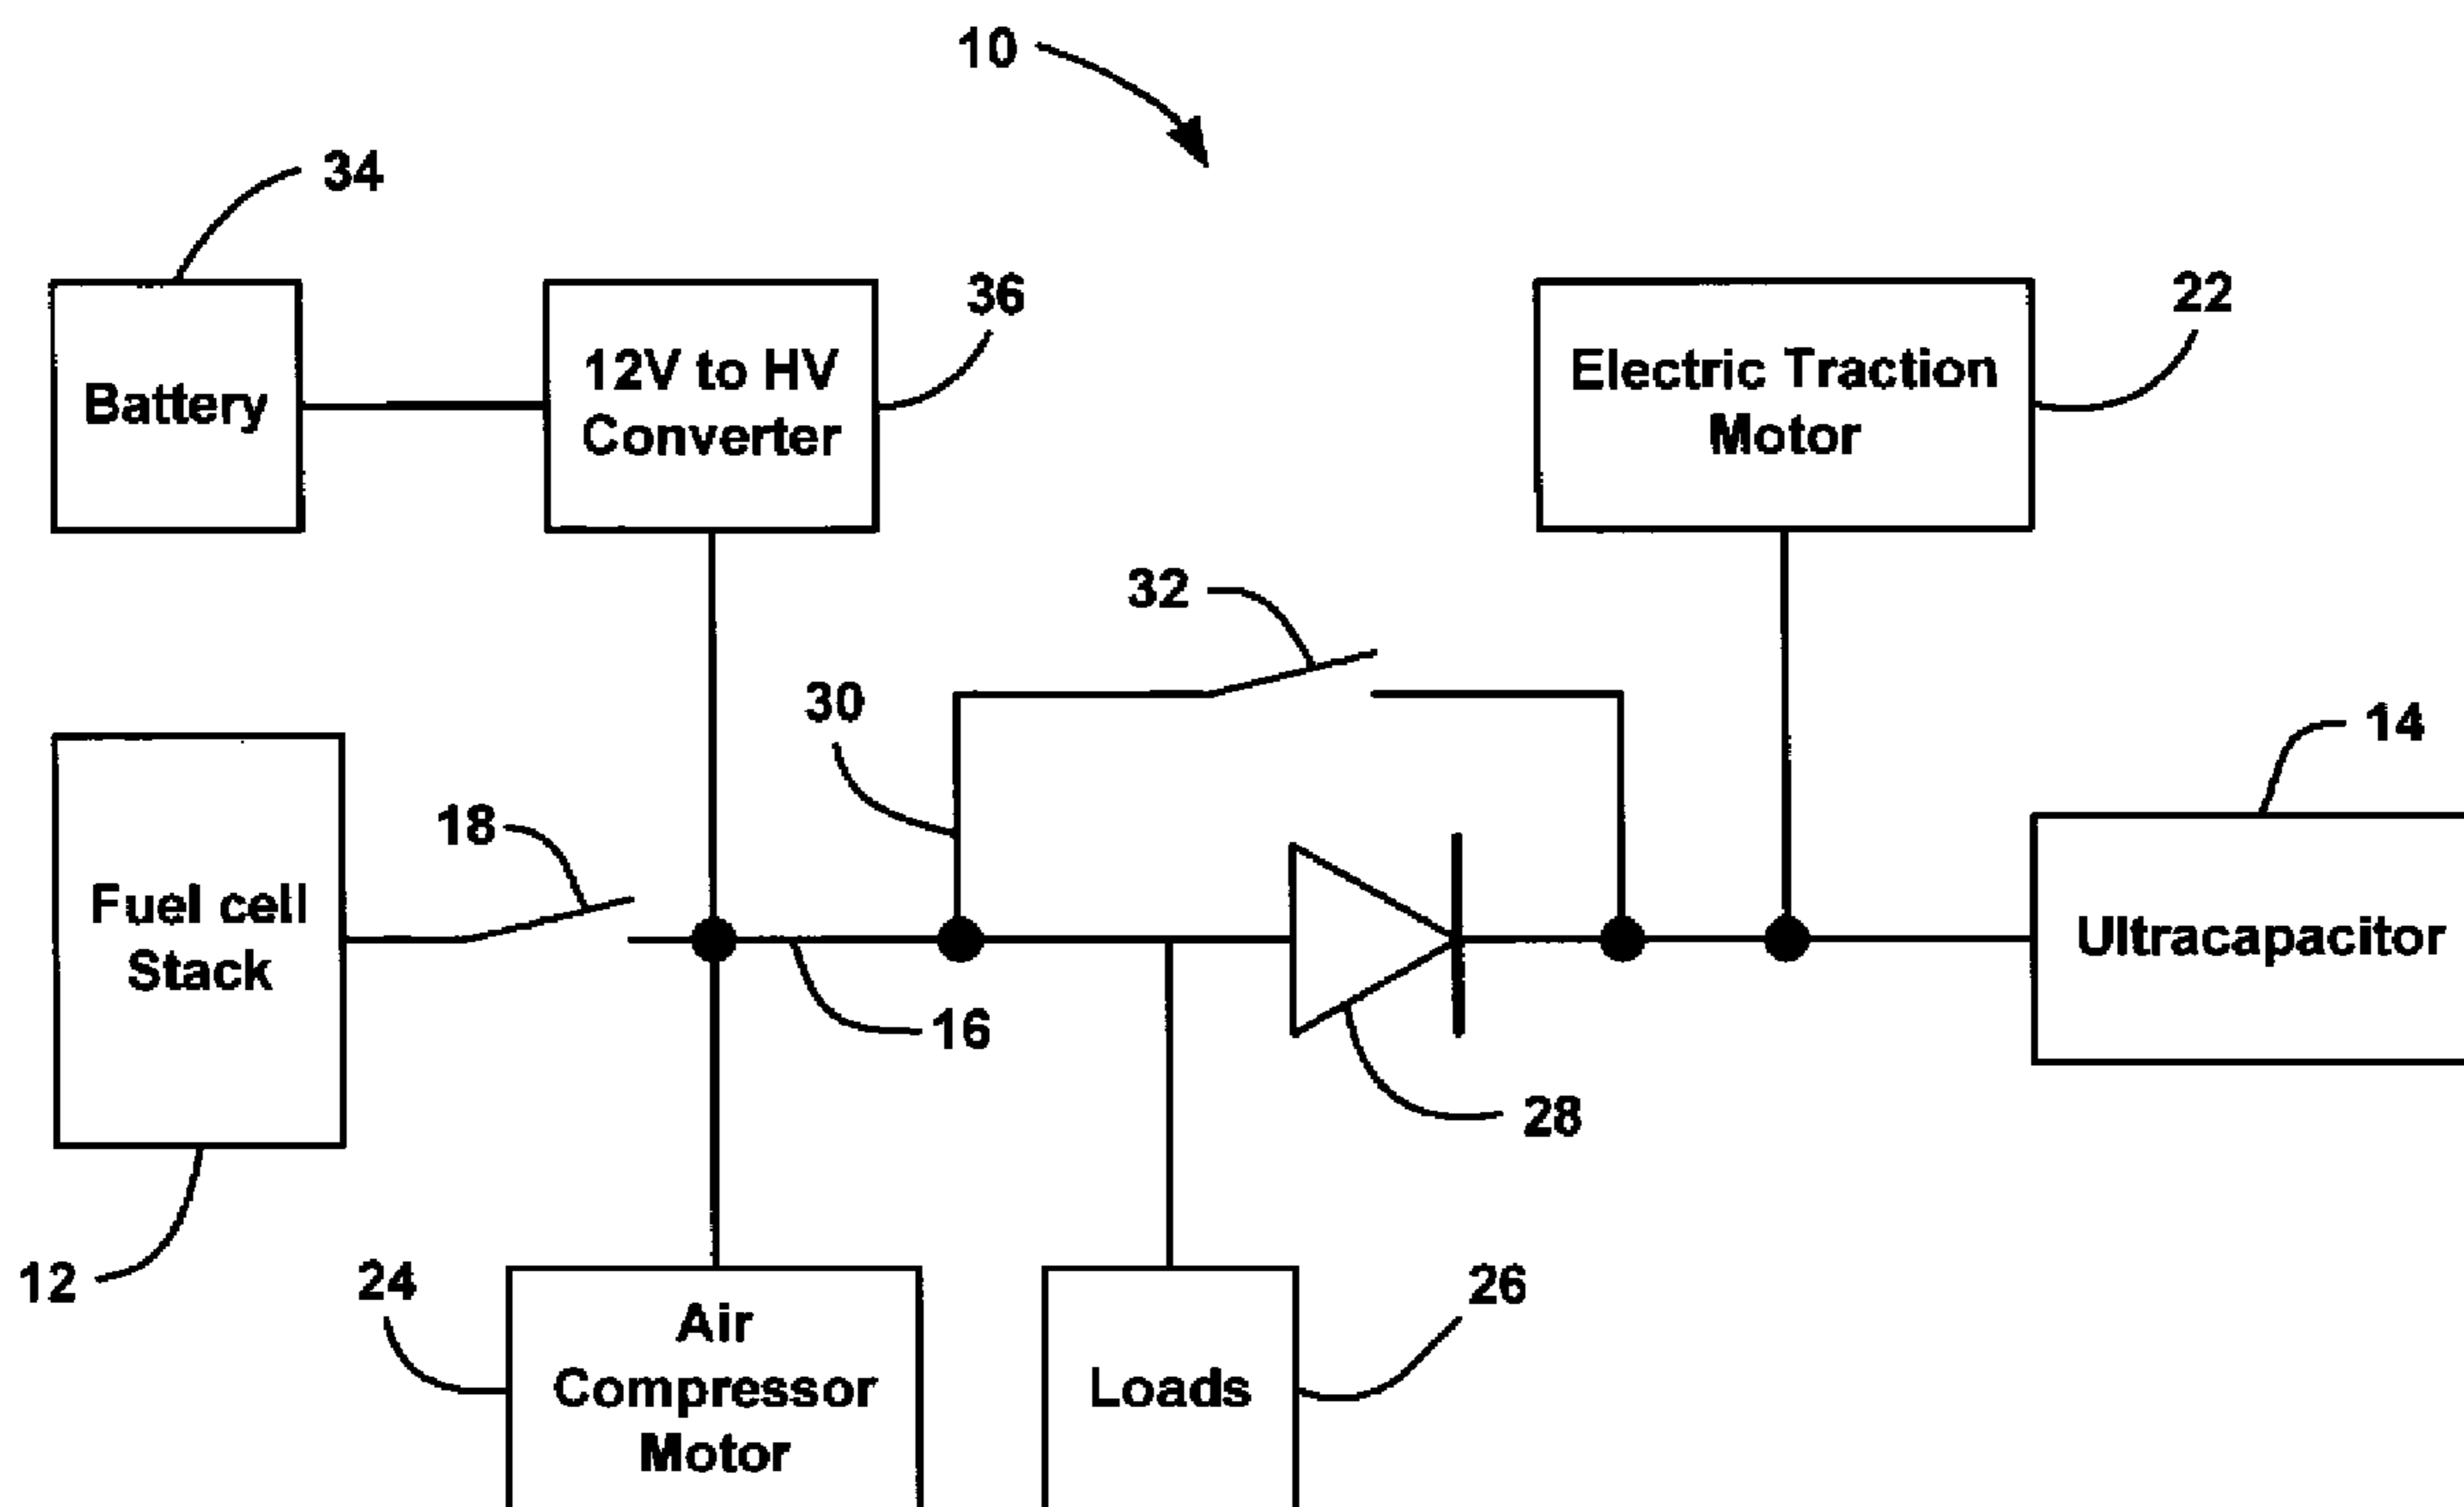 10
34
36
22
Battery
12V to HV
Converter
Electric Traction
Motor
32
30
14
18
Fuel cell
Stack
Ultracapacitor
16
28
12
24
26
Air
Compressor
Motor
Loads